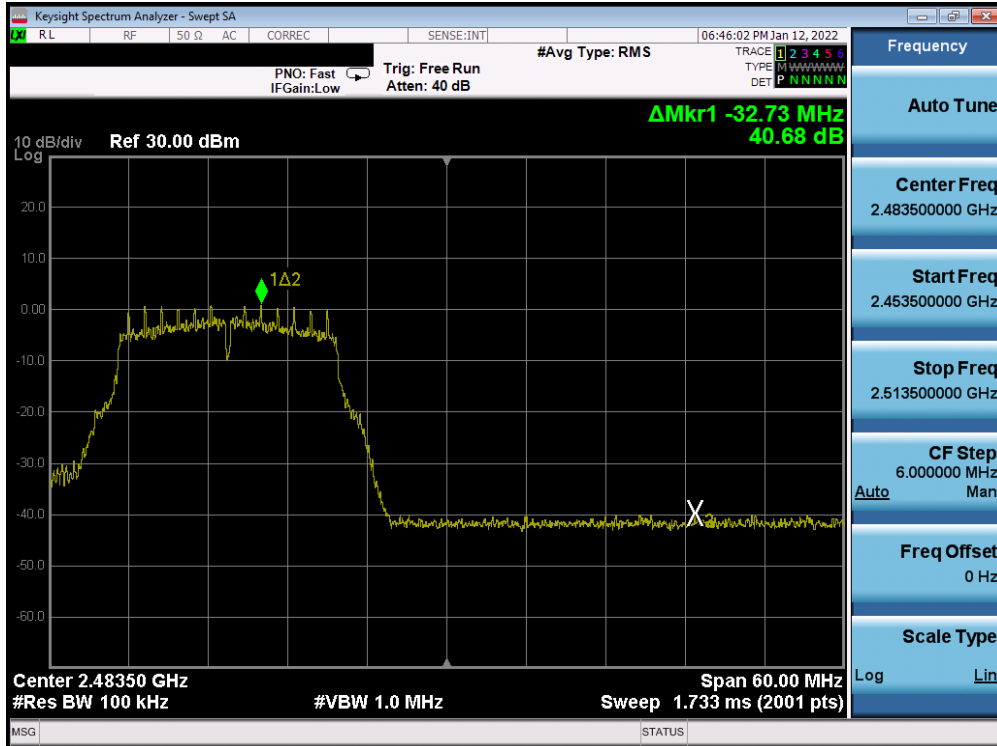 Keysight Spectrum Analyzer - Swept SA
LXI RL RF 50 Ω AC CORREC SENSE:INT 06:46:02 PM Jan 12, 2022
PNO: Fast
IFGain:Low
Trig: Free Run
Atten: 40 dB
#Avg Type: RMS
TRACE 1 2 3 4 5 6
TYPE M WWWWW
DET P N N N N N
ΔMkr1 -32.73 MHz
40.68 dB
10 dB/div Ref 30.00 dBm
Log
20.0
10.0
1Δ2
0.00
-10.0
-20.0
-30.0
-40.0
X2
-50.0
-60.0
Center 2.48350 GHz Span 60.00 MHz
#Res BW 100 kHz #VBW 1.0 MHz Sweep 1.733 ms (2001 pts)
MSG STATUS
Frequency
Auto Tune
Center Freq
2.483500000 GHz
Start Freq
2.453500000 GHz
Stop Freq
2.513500000 GHz
CF Step
6.000000 MHz
Auto Man
Freq Offset
0 Hz
Scale Type
Log Lin